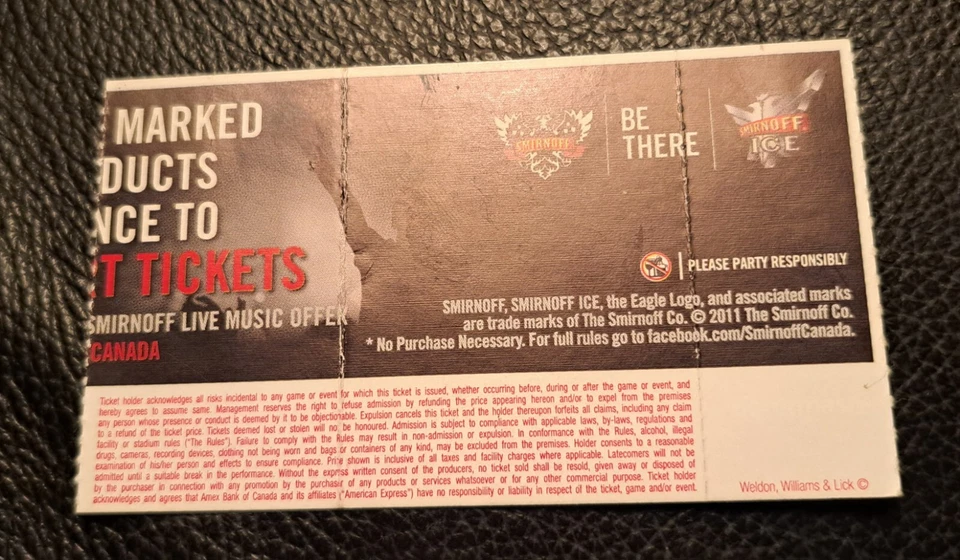 MARKED
DUCTS
NCE TO
T TICKETS
SMIRNOFF LIVE MUSIC OFFER
CANADA
SMIRNOFF
BE
THERE
SMIRNOFF
ICE
PLEASE PARTY RESPONSIBLY
SMIRNOFF, SMIRNOFF ICE, the Eagle Logo, and associated marks
are trade marks of The Smirnoff Co. © 2011 The Smirnoff Co.
* No Purchase Necessary. For full rules go to facebook.com/SmirnoffCanada.
Ticket holder acknowledges all risks incidental to any game or event for which this ticket is issued, whether occurring before, during or after the game or event, and
hereby agrees to assume same. Management reserves the right to refuse admission by refunding the price appearing hereon and/or to expel from the premises
any person whose presence or conduct is deemed by it to be objectionable. Expulsion cancels this ticket and the holder thereupon forfeits all claims, including any claim
to a refund of the ticket price. Tickets deemed lost or stolen will no be honoured. Admission is subject to compliance with applicable laws, by-laws, regulations and
facility or stadium rules ("The Rules"). Failure to comply with the Rules may result in non-admission or expulsion. In conformance with the Rules, alcohol, illegal
drugs, cameras, recording devices, clothing not being worn and bags or containers of any kind, may be excluded from the premises. Holder consents to a reasonable
examination of his/her person and effects to ensure compliance. Price shown is inclusive of all taxes and facility charges where applicable. Latecomers will not be
admitted until a suitable break in the performance. Without the express written consent of the producers, no ticket sold shall be resold, given away or disposed of
by the purchaser in connection with any promotion by the purchaser of any products or services whatsoever or for any other commercial purpose. Ticket holder
acknowledges and agrees that Amex Bank of Canada and its affiliates ("American Express") have no responsibility or liability in respect of the ticket, game and/or event.
Weldon, Williams & Lick ©